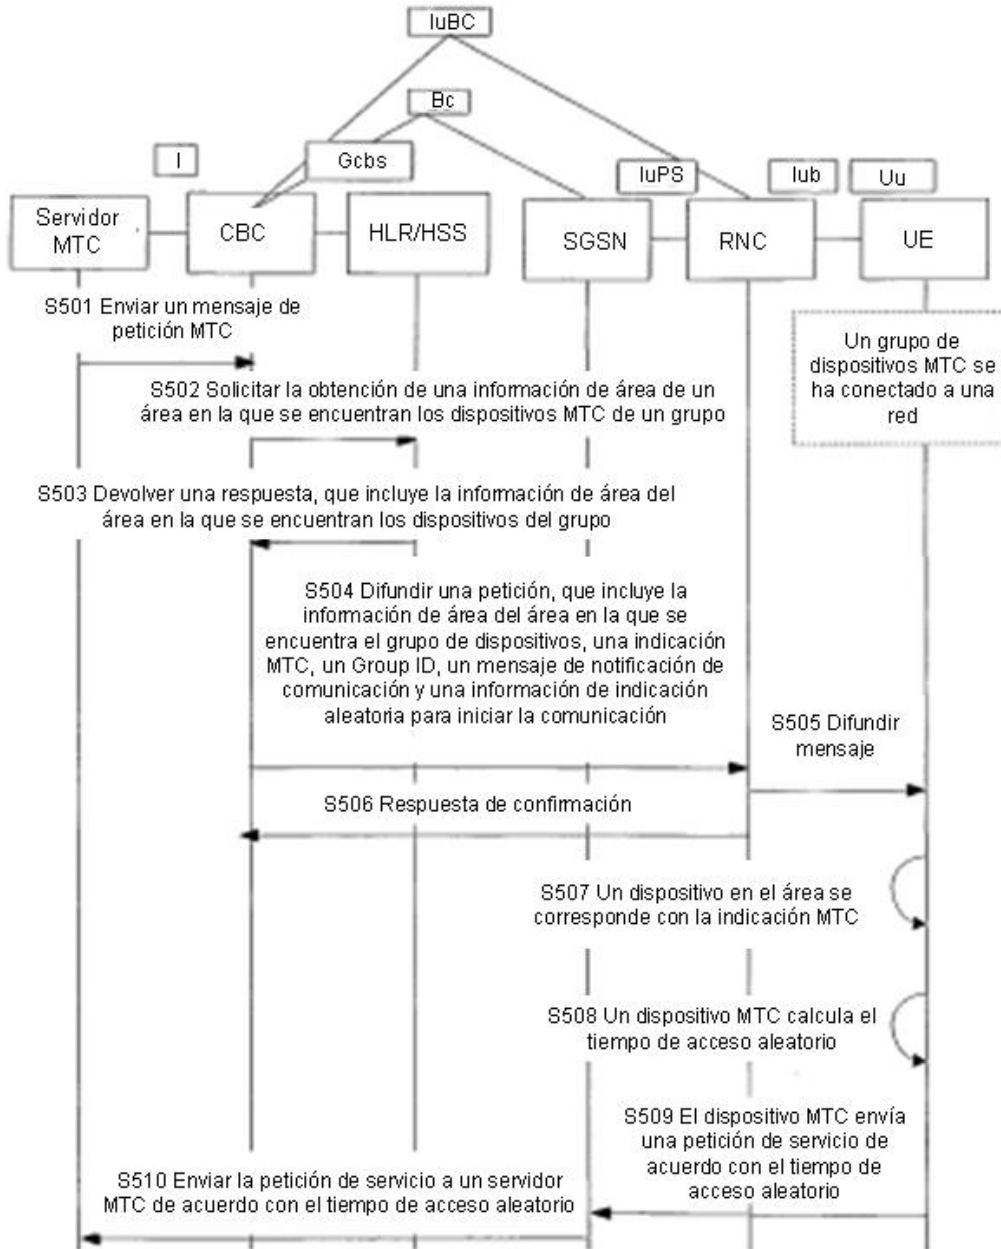 IuBC
Bc
I
Gcbs
IuPS
Iub
Uu
Servidor
MTC
CBC
HLR/HSS
SGSN
RNC
UE
S501 Enviar un mensaje de
petición MTC
Un grupo de
dispositivos MTC se
ha conectado a una
red
S502 Solicitar la obtención de una información de área de un
área en la que se encuentran los dispositivos MTC de un grupo
S503 Devolver una respuesta, que incluye la información de área del
área en la que se encuentran los dispositivos del grupo
S504 Difundir una petición, que incluye la
información de área del área en la que se
encuentra el grupo de dispositivos, una indicación
MTC, un Group ID, un mensaje de notificación de
comunicación y una información de indicación
aleatoria para iniciar la comunicación
S505 Difundir
mensaje
S506 Respuesta de confirmación
S507 Un dispositivo en el área se
corresponde con la indicación MTC
S508 Un dispositivo MTC calcula el
tiempo de acceso aleatorio
S509 El dispositivo MTC envía
una petición de servicio de
acuerdo con el tiempo de
acceso aleatorio
S510 Enviar la petición de servicio a un servidor
MTC de acuerdo con el tiempo de acceso aleatorio